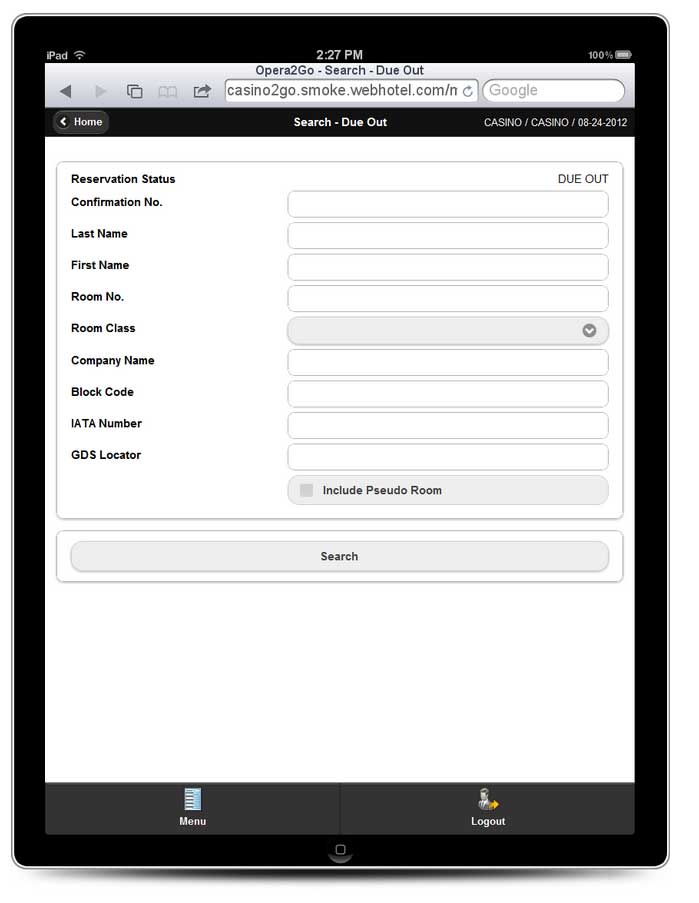 iPad 2:27 PM 100%
Opera2Go - Search - Due Out
casino2go.smoke.webhotel.com/m Google
Home Search - Due Out CASINO / CASINO / 08-24-2012
Reservation Status DUE OUT
Confirmation No.
Last Name
First Name
Room No.
Room Class
Company Name
Block Code
IATA Number
GDS Locator
Include Pseudo Room
Search
Menu Logout